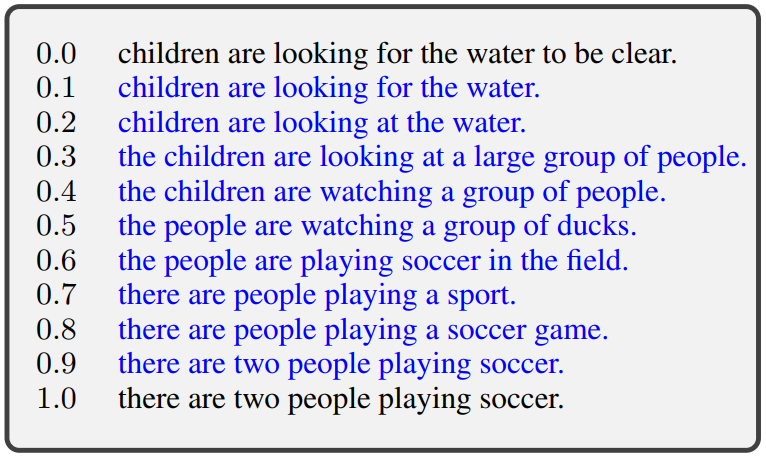 0.0 children are looking for the water to be clear.
0.1 children are looking for the water.
0.2 children are looking at the water.
0.3 the children are looking at a large group of people.
0.4 the children are watching a group of people.
0.5 the people are watching a group of ducks.
0.6 the people are playing soccer in the field.
0.7 there are people playing a sport.
0.8 there are people playing a soccer game.
0.9 there are two people playing soccer.
1.0 there are two people playing soccer.